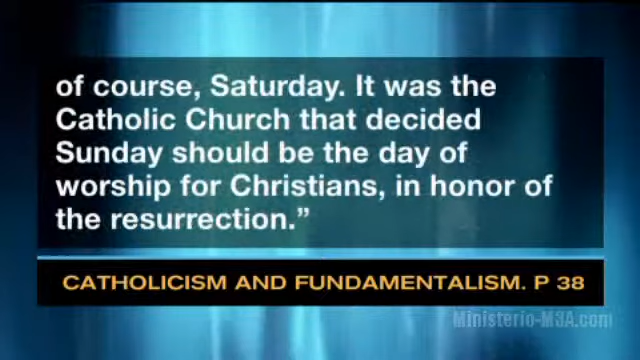 of course, Saturday. It was the
Catholic Church that decided
Sunday should be the day of
worship for Christians, in honor of
the resurrection.”
CATHOLICISM AND FUNDAMENTALISM. P 38
Ministerio-M3A.com